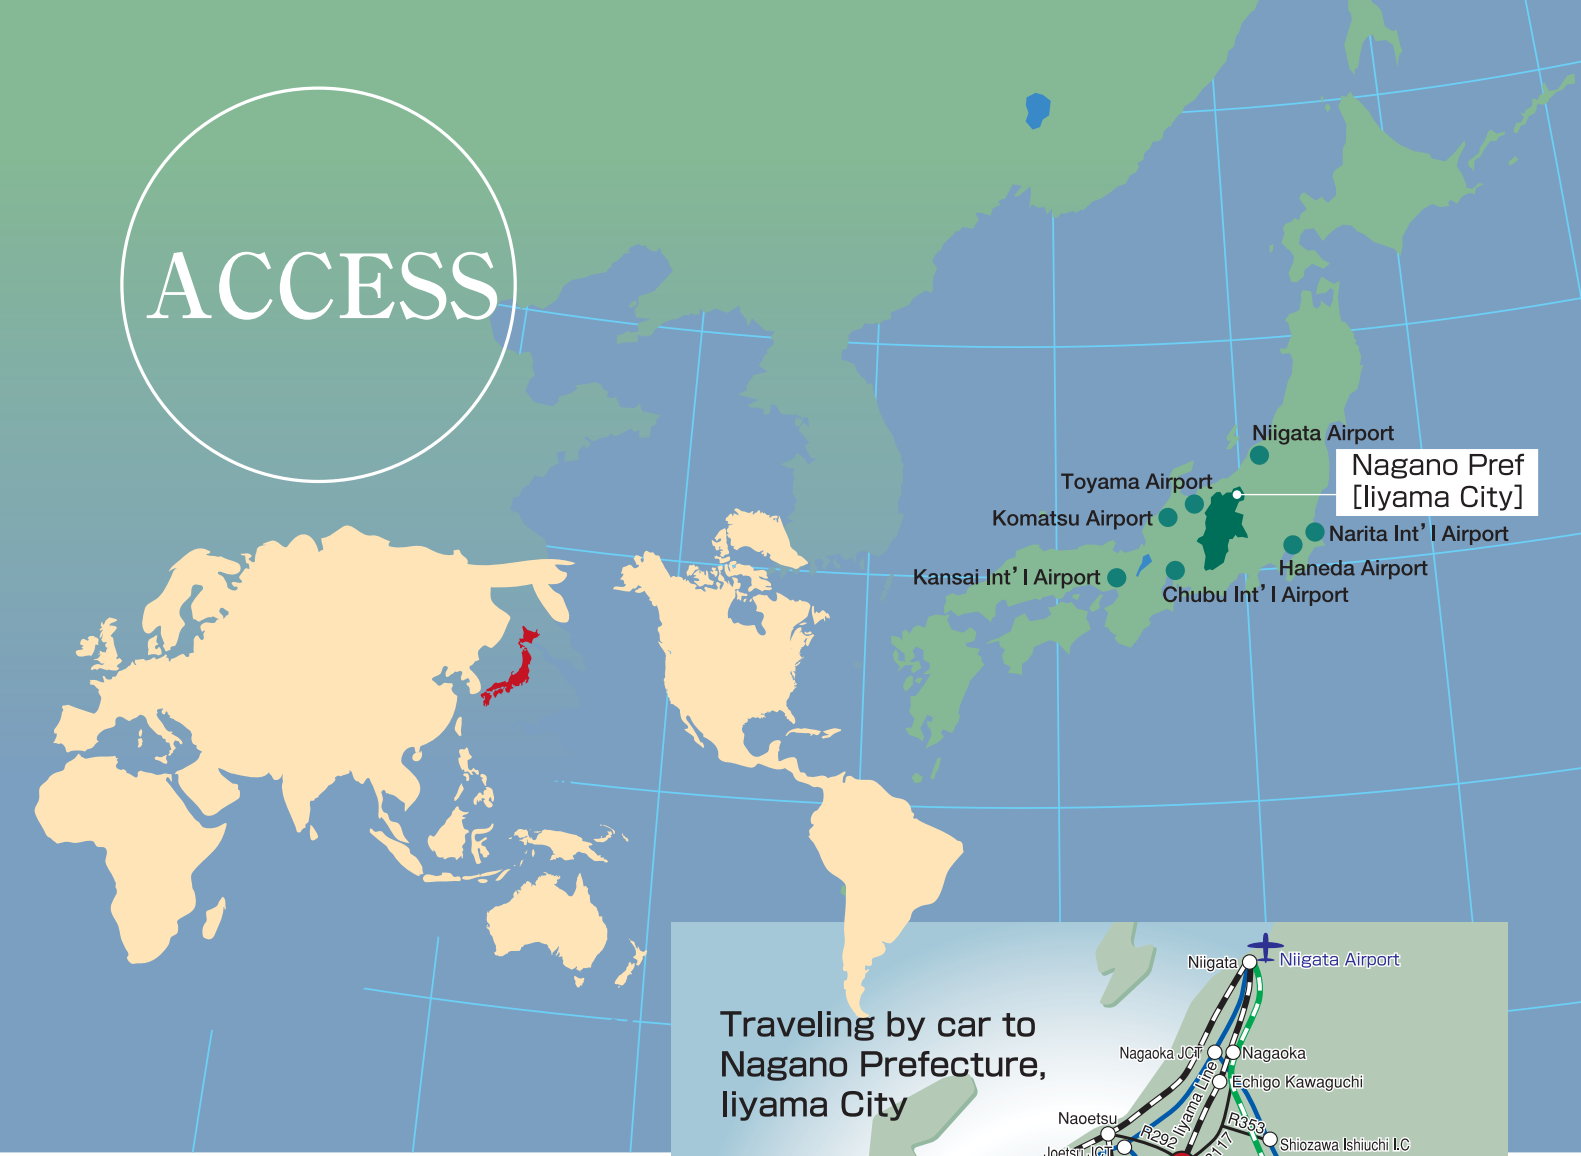 ACCESS
Niigata Airport
Nagano Pref
[Iiyama City]
Toyama Airport
Komatsu Airport
Narita Int’l Airport
Haneda Airport
Kansai Int’l Airport
Chubu Int’l Airport
Niigata
Niigata Airport
Traveling by car to
Nagano Prefecture,
Iiyama City
Nagaoka JCT
Nagaoka
Echigo Kawaguchi
Iiyama Line
Naoetsu
R292
R353
Shiozawa Ishiuchi I.C
Joetsu JCT